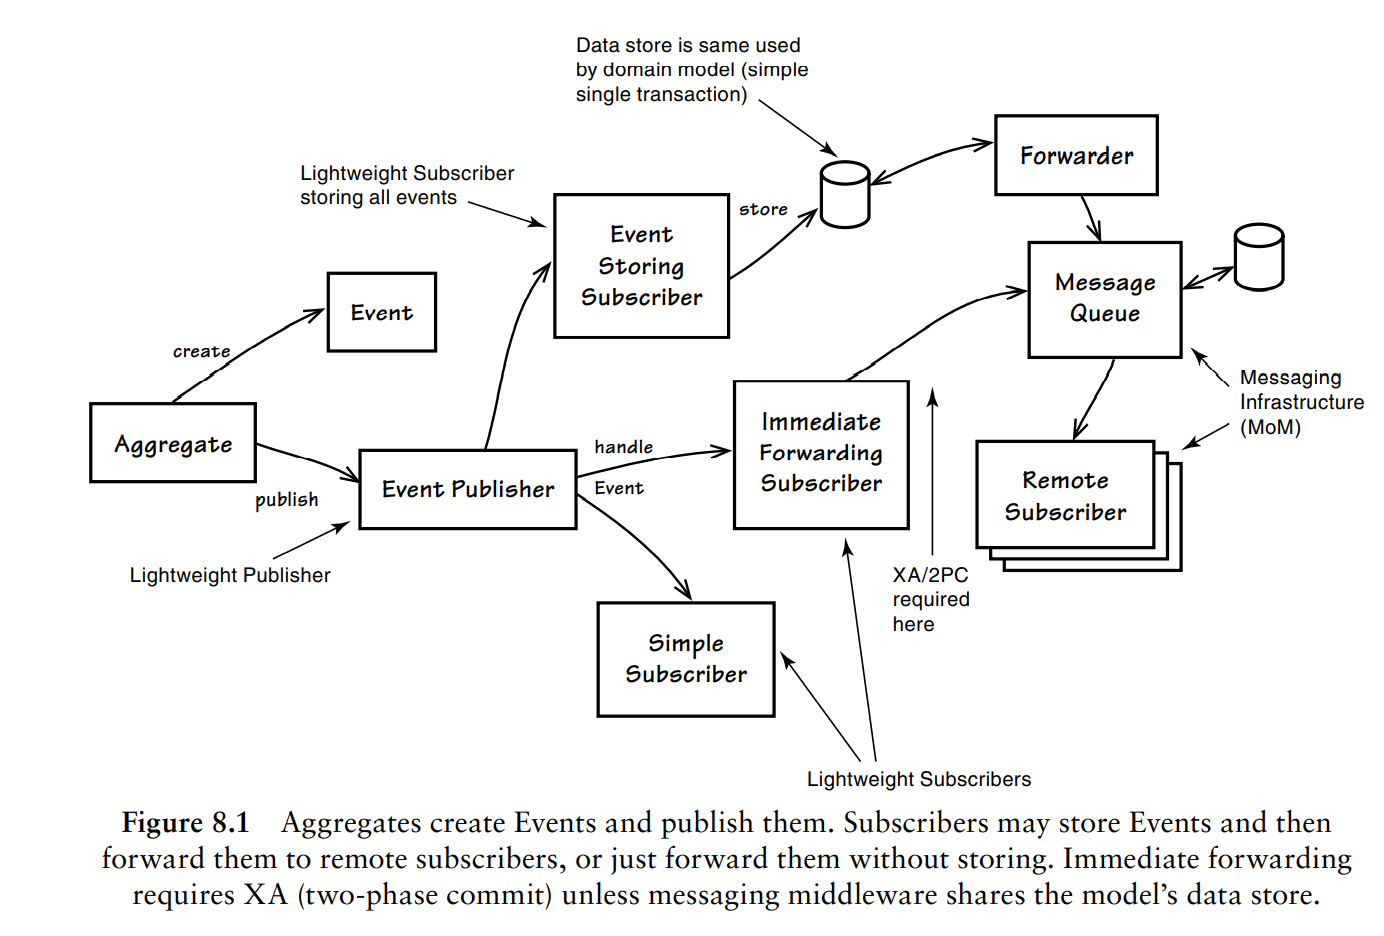 Data store is same used
by domain model (simple
single transaction)
Forwarder
Lightweight Subscriber
storing all events
store
Event
Storing
Subscriber
Message
Queue
Event
create
Messaging
Infrastructure
(MoM)
Aggregate
Immediate
Forwarding
Subscriber
handle
Event
publish
Event Publisher
Remote
Subscriber
Lightweight Publisher
XA/2PC
required
here
Simple
Subscriber
Lightweight Subscribers
Figure 8.1 Aggregates create Events and publish them. Subscribers may store Events and then
forward them to remote subscribers, or just forward them without storing. Immediate forwarding
requires XA (two-phase commit) unless messaging middleware shares the model’s data store.